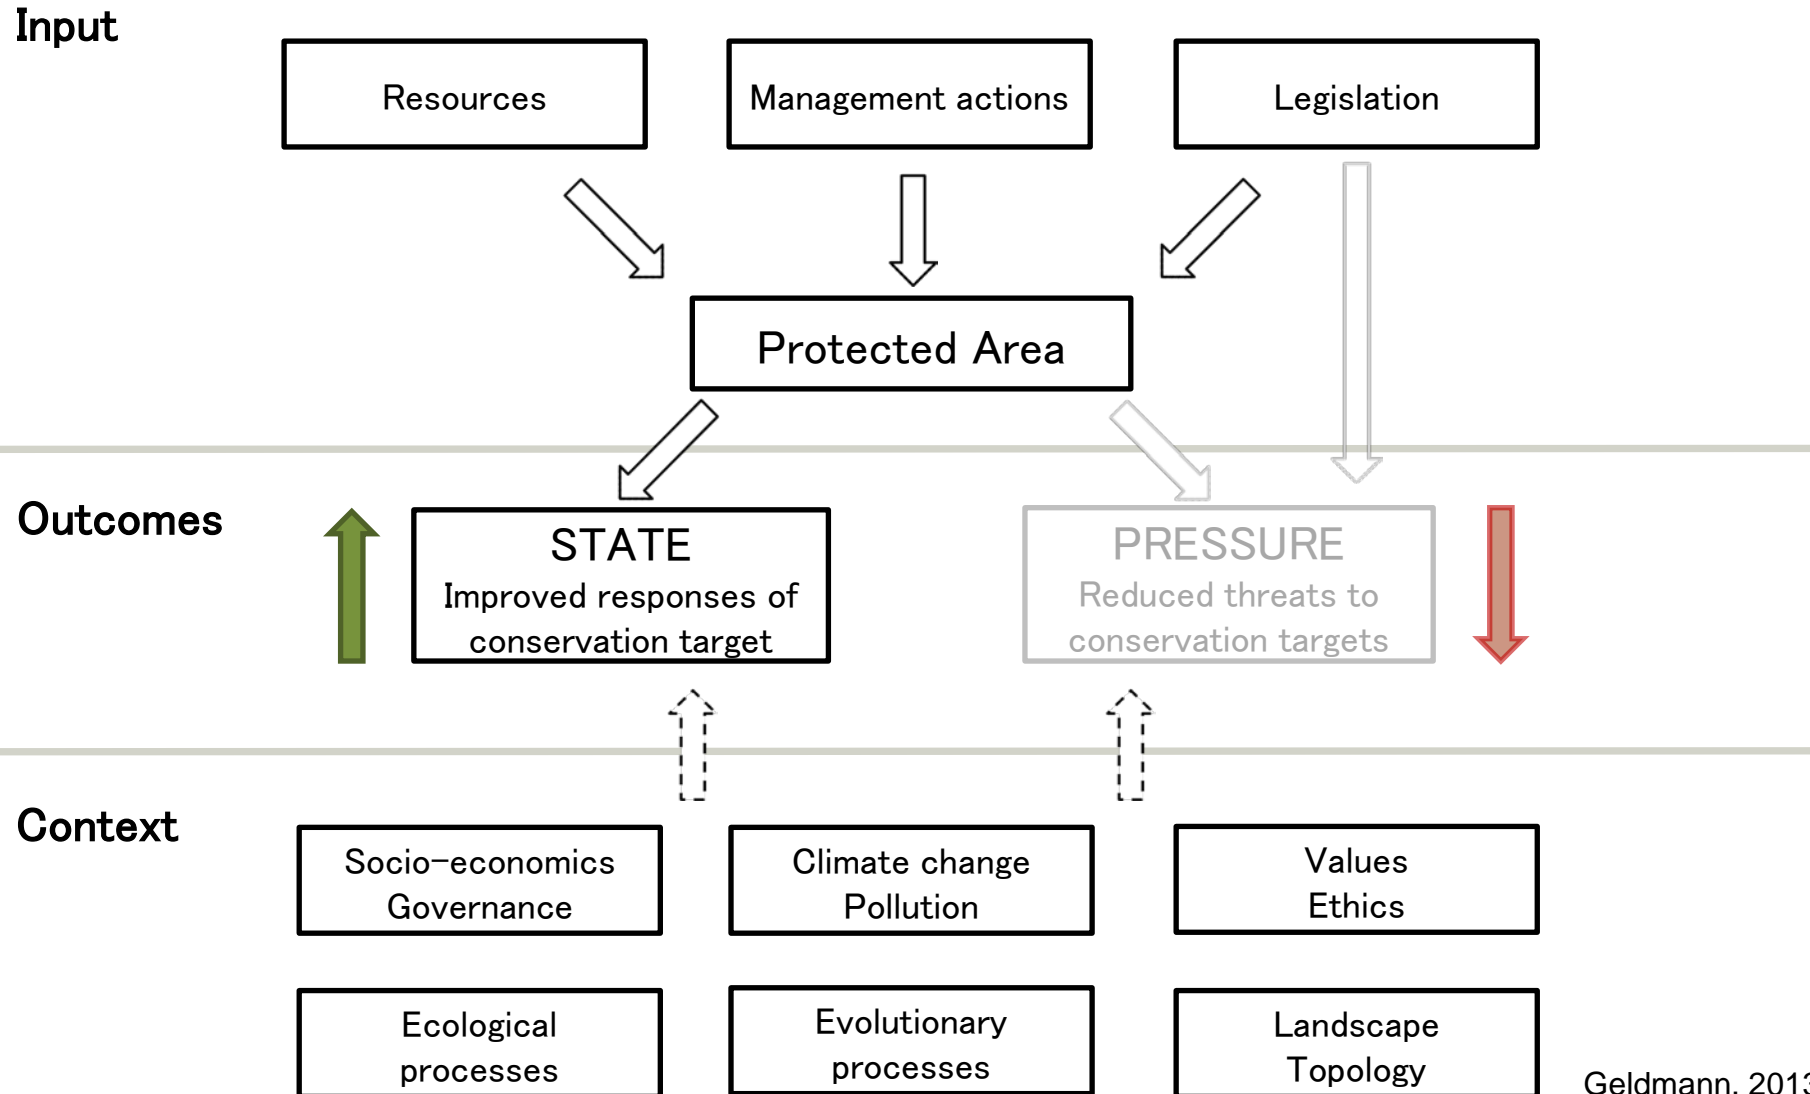 Input
Resources
Management actions
Legislation
Protected Area
Outcomes
STATE
Improved responses of
conservation target
PRESSURE
Reduced threats to
conservation targets
Context
Socio-economics
Governance
Climate change
Pollution
Values
Ethics
Ecological
processes
Evolutionary
processes
Landscape
Topology
Geldmann, 2013